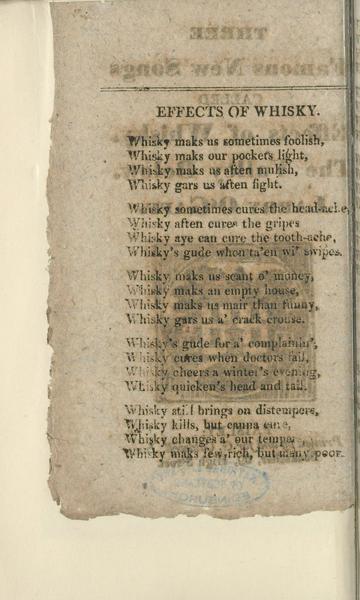 EFFECTS OF WHISKY.
Whisky maks us sometimes foolish,
Whisky maks our pockets light,
Whisky maks us aften mulish,
Whisky gars us aften fight.
Whisky sometimes cures the head-ache,
Whisky aften cures the gripes
Whisky aye can cure the tooth-ache,
Whisky's gude when ta'en wi' swipes.
Whisky maks us scant o' money,
Whisky maks an empty house,
Whisky maks us mair than funny,
Whisky gars us a' crack crouse.
Whisky's gude for a' complainin',
Whisky cures when doctors fail,
Whisky cheers a winter's evening,
Whisky quicken's head and tail.
Whisky still brings on distempers,
Whisky kills, but canna cure,
Whisky changes a' our temper
Whisky maks few rich, but many poor.